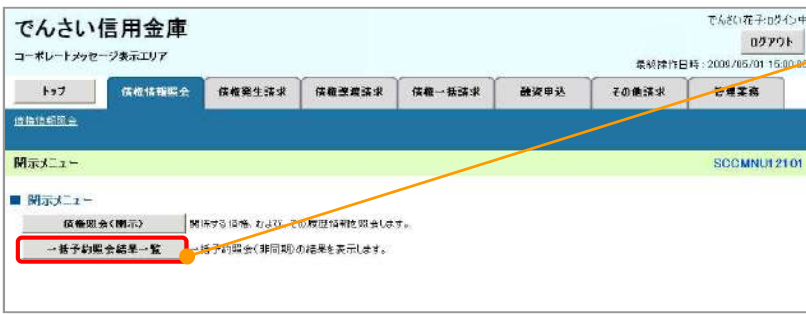 でんさい信用金庫
でんさい花子:ログイン中
ログアウト
コーポレートメッセージ表示エリア
最終操作日時:2009/05/01 15:00:00
トップ 債権情報照会 債権発生請求 債権譲渡請求 債権一括請求 融資申込 その他請求 管理業務
債権情報照会
開示メニュー SCCMNU12101
■ 開示メニュー
債権照会(開示) 関係する債権、および、その履歴情報を照会します。
一括予約照会結果一覧 一括予約照会(非同期)の結果を表示します。